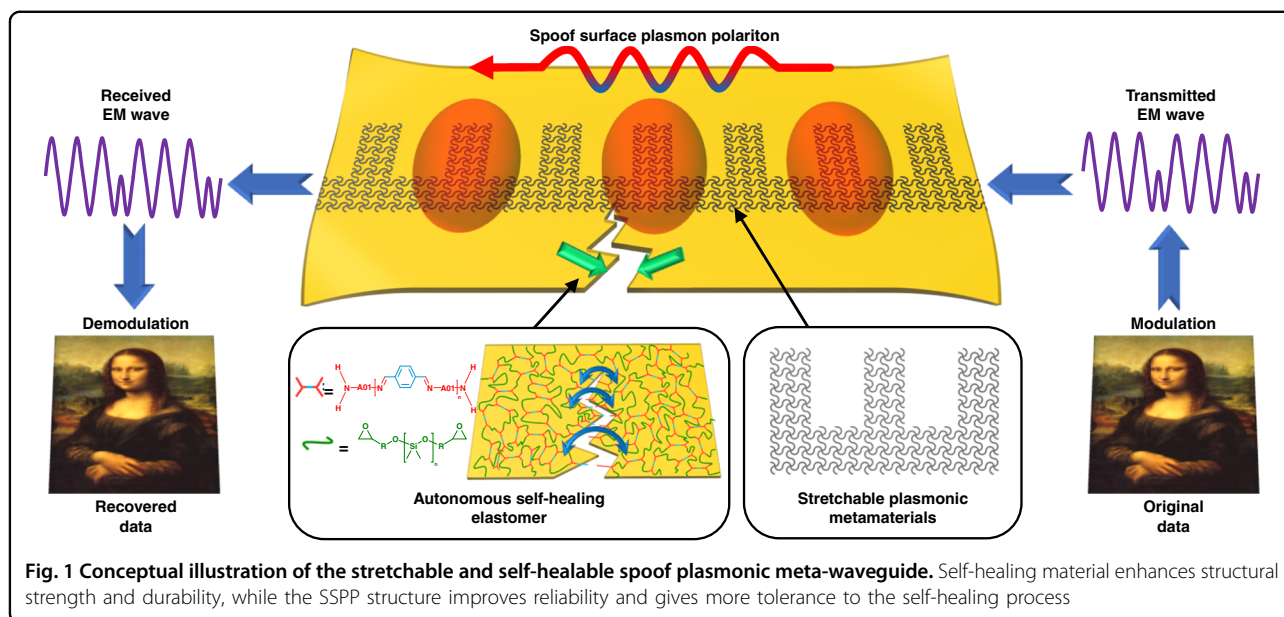 Spoof surface plasmon polariton
Received
EM wave
Transmitted
EM wave
Demodulation
Modulation
Recovered
data
Original
data
H
H
N
A01
N
N
A01
N
n
H
H
=
O
O
R
O
Si
O
R
n
=
Autonomous self-healing
elastomer
Stretchable plasmonic
metamaterials
Fig. 1 Conceptual illustration of the stretchable and self-healable spoof plasmonic meta-waveguide. Self-healing material enhances structural
strength and durability, while the SSPP structure improves reliability and gives more tolerance to the self-healing process